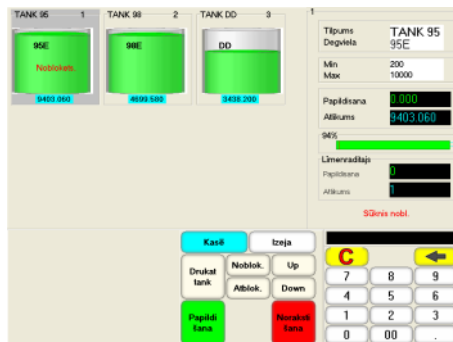 TANK 95 1
TANK 98 2
TANK DD 3
1
95E
Noblokets.
98E
DD
9403.060
4699.580
3438.200
Tilpums TANK 95
Degviela 95E
Min 200
Max 10000
Papildisana 0.000
Atlikums 9403.060
94%
Limenraditajs
Papildisana 0
Atlikums 1
Sūknis nobl.
Kasē Izeja
Drukat tank
Noblok. Up
Atblok. Down
Papildi šana
Noraksti šana
C
7 8 9
4 5 6
1 2 3
0 00 .